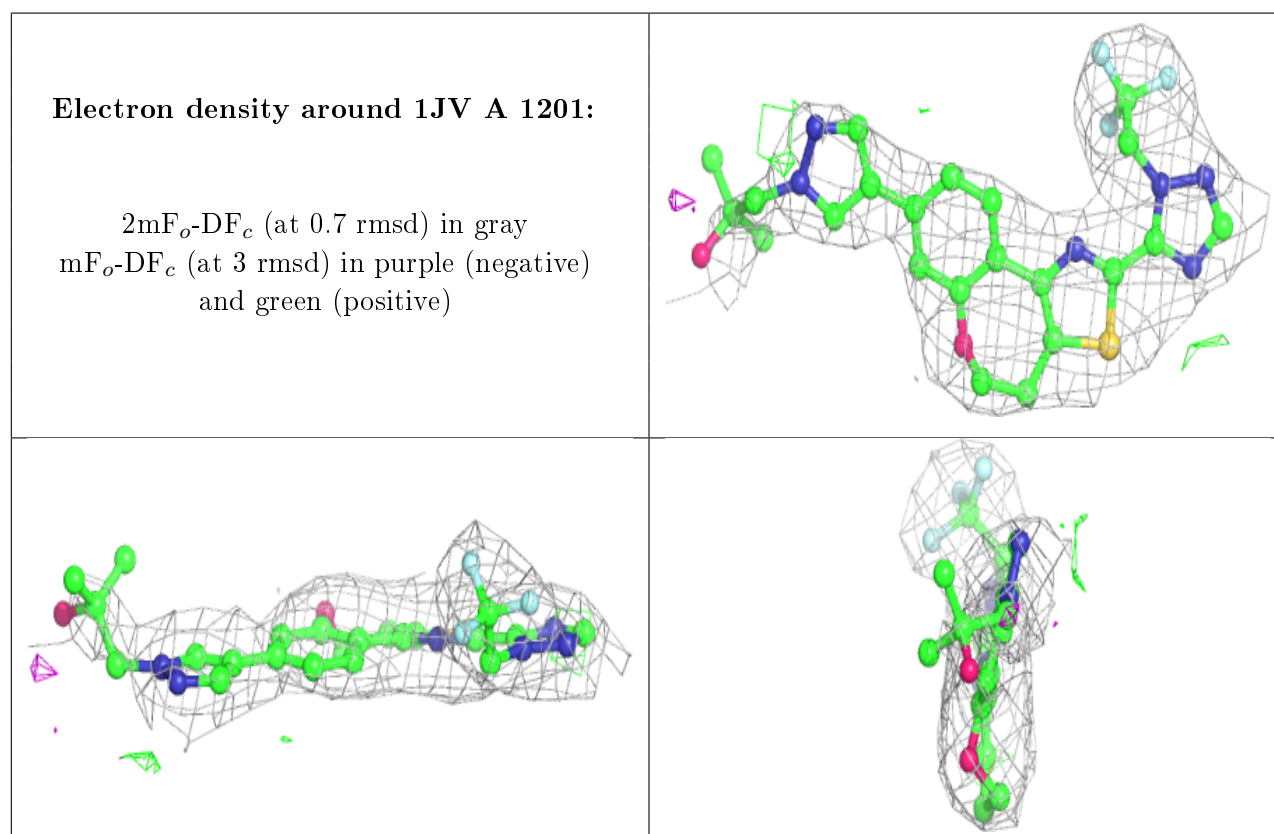 Electron density around 1JV A 1201:
2mFₒ-DF𝒸 (at 0.7 rmsd) in gray
mFₒ-DF𝒸 (at 3 rmsd) in purple (negative)
and green (positive)